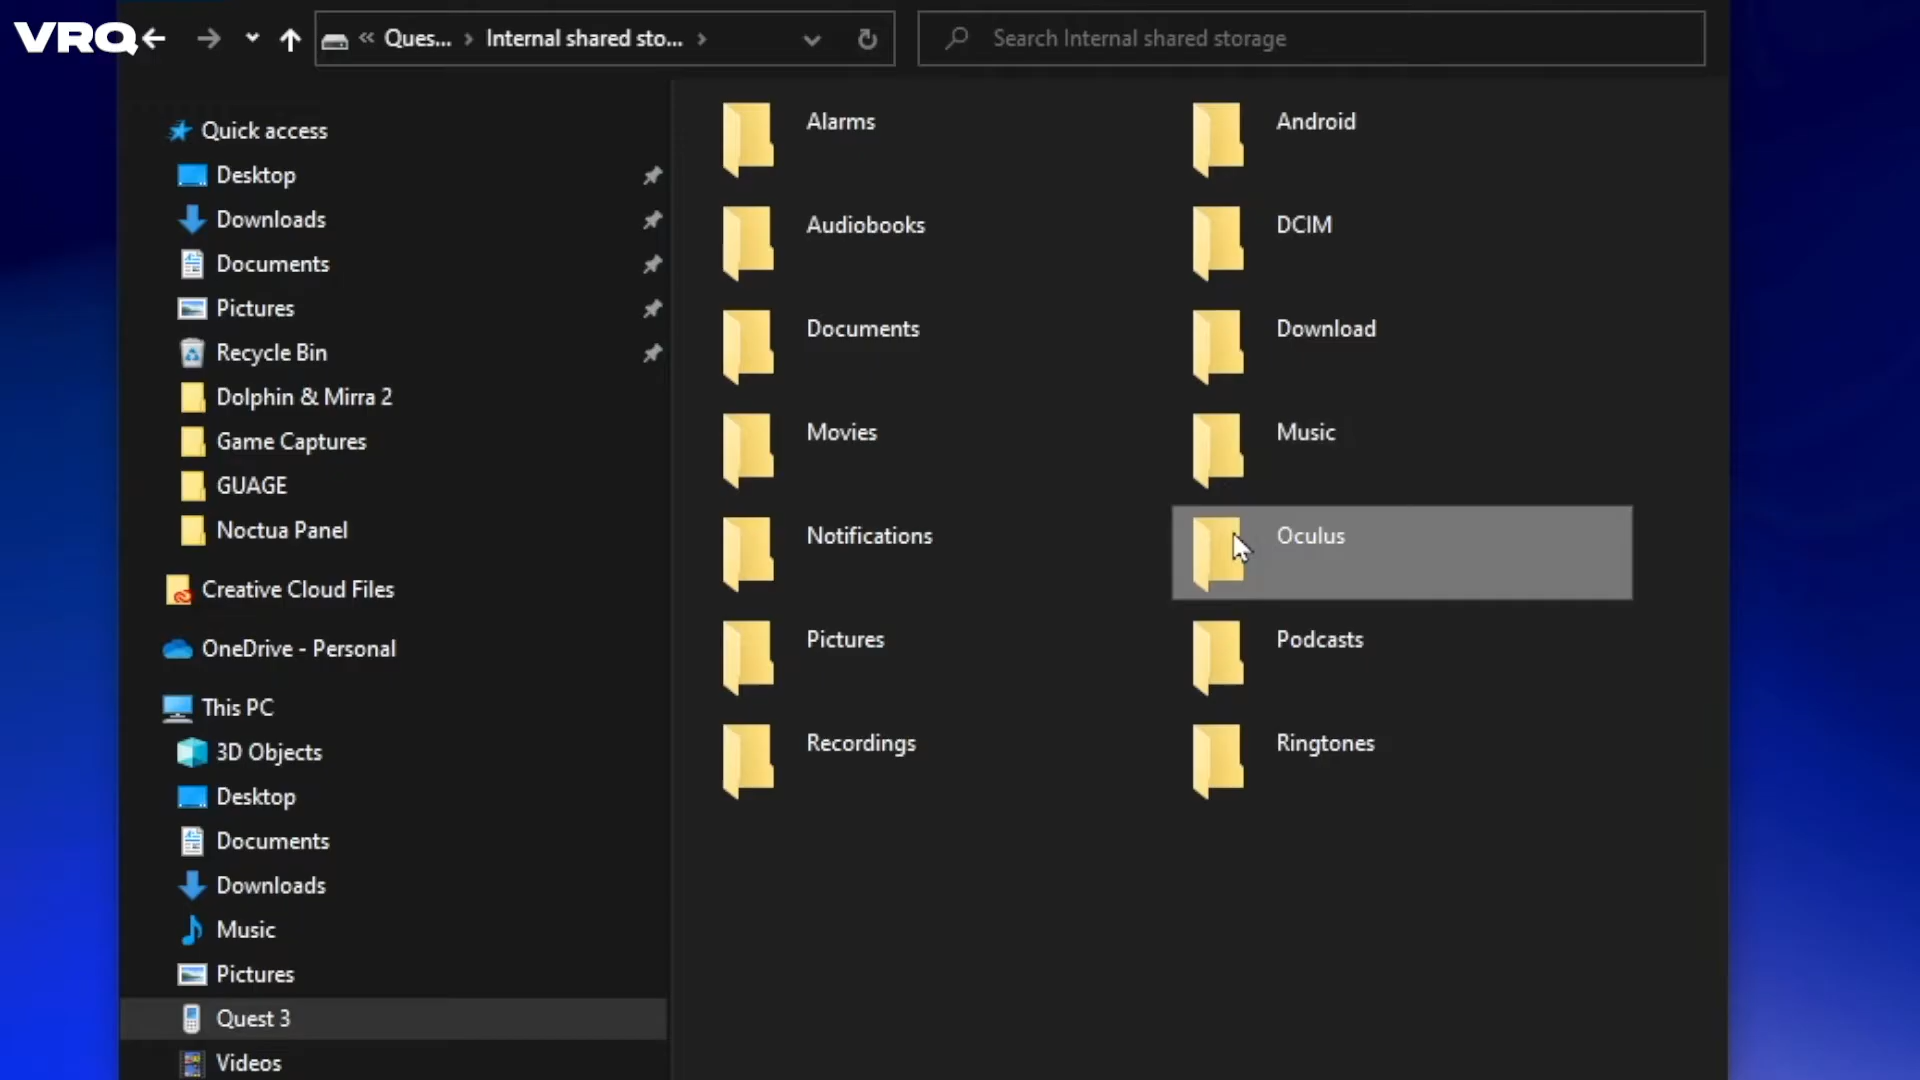 VRQ
Ques... Internal shared sto...
Search Internal shared storage
Quick access
Desktop
Downloads
Documents
Pictures
Recycle Bin
Dolphin & Mirra 2
Game Captures
GUAGE
Noctua Panel
Creative Cloud Files
OneDrive - Personal
This PC
3D Objects
Desktop
Documents
Downloads
Music
Pictures
Quest 3
Videos
Alarms
Android
Audiobooks
DCIM
Documents
Download
Movies
Music
Notifications
Oculus
Pictures
Podcasts
Recordings
Ringtones